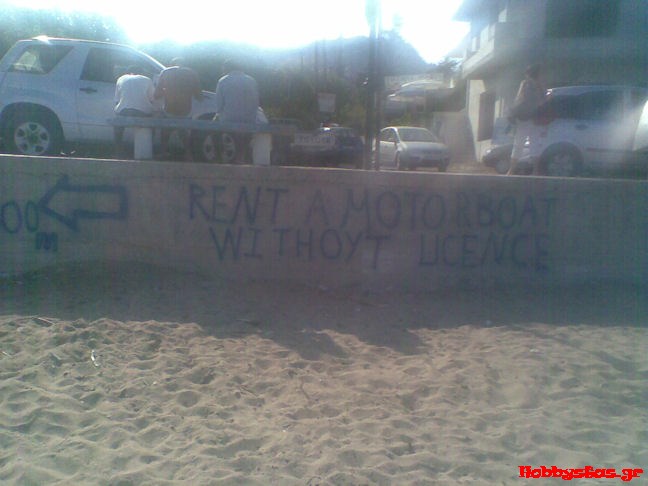 RENT A MOTORBOAT
WITHOYT LICENCE
00
m
Hobbystas.gr